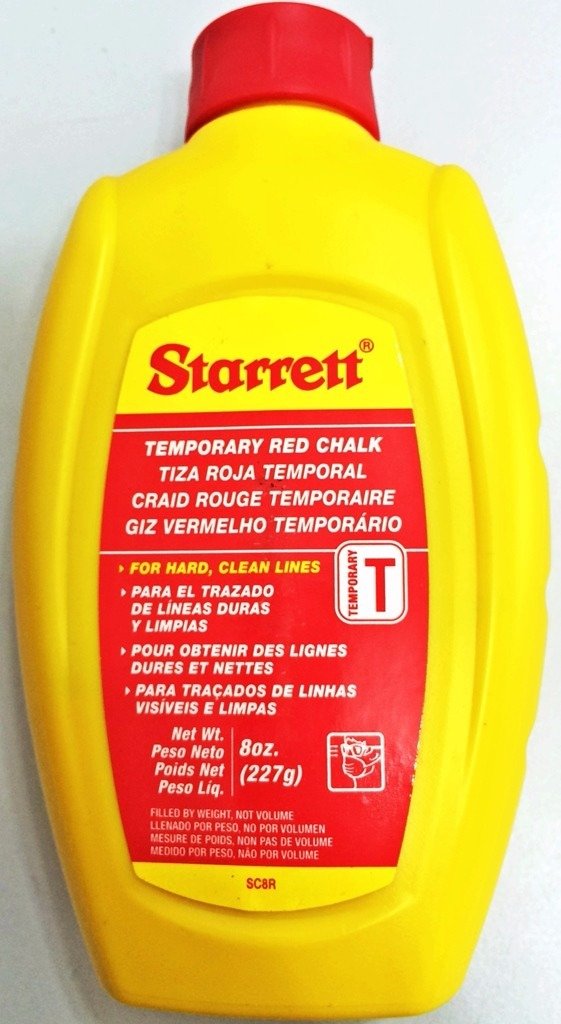 Starrett®
TEMPORARY RED CHALK
TIZA ROJA TEMPORAL
CRAID ROUGE TEMPORAIRE
GIZ VERMELHO TEMPORÁRIO
FOR HARD, CLEAN LINES
TEMPORARY T
PARA EL TRAZADO
DE LÍNEAS DURAS
Y LIMPIAS
POUR OBTENIR DES LIGNES
DURES ET NETTES
PARA TRAÇADOS DE LINHAS
VISÍVEIS E LIMPAS
Net Wt.
Peso Neto
Poids Net
Peso Líq.
8oz.
(227g)
FILLED BY WEIGHT, NOT VOLUME
LLENADO POR PESO, NO POR VOLUMEN
MESURE DE POIDS, NON PAS DE VOLUME
MEDIDO POR PESO, NÃO POR VOLUME
SC8R